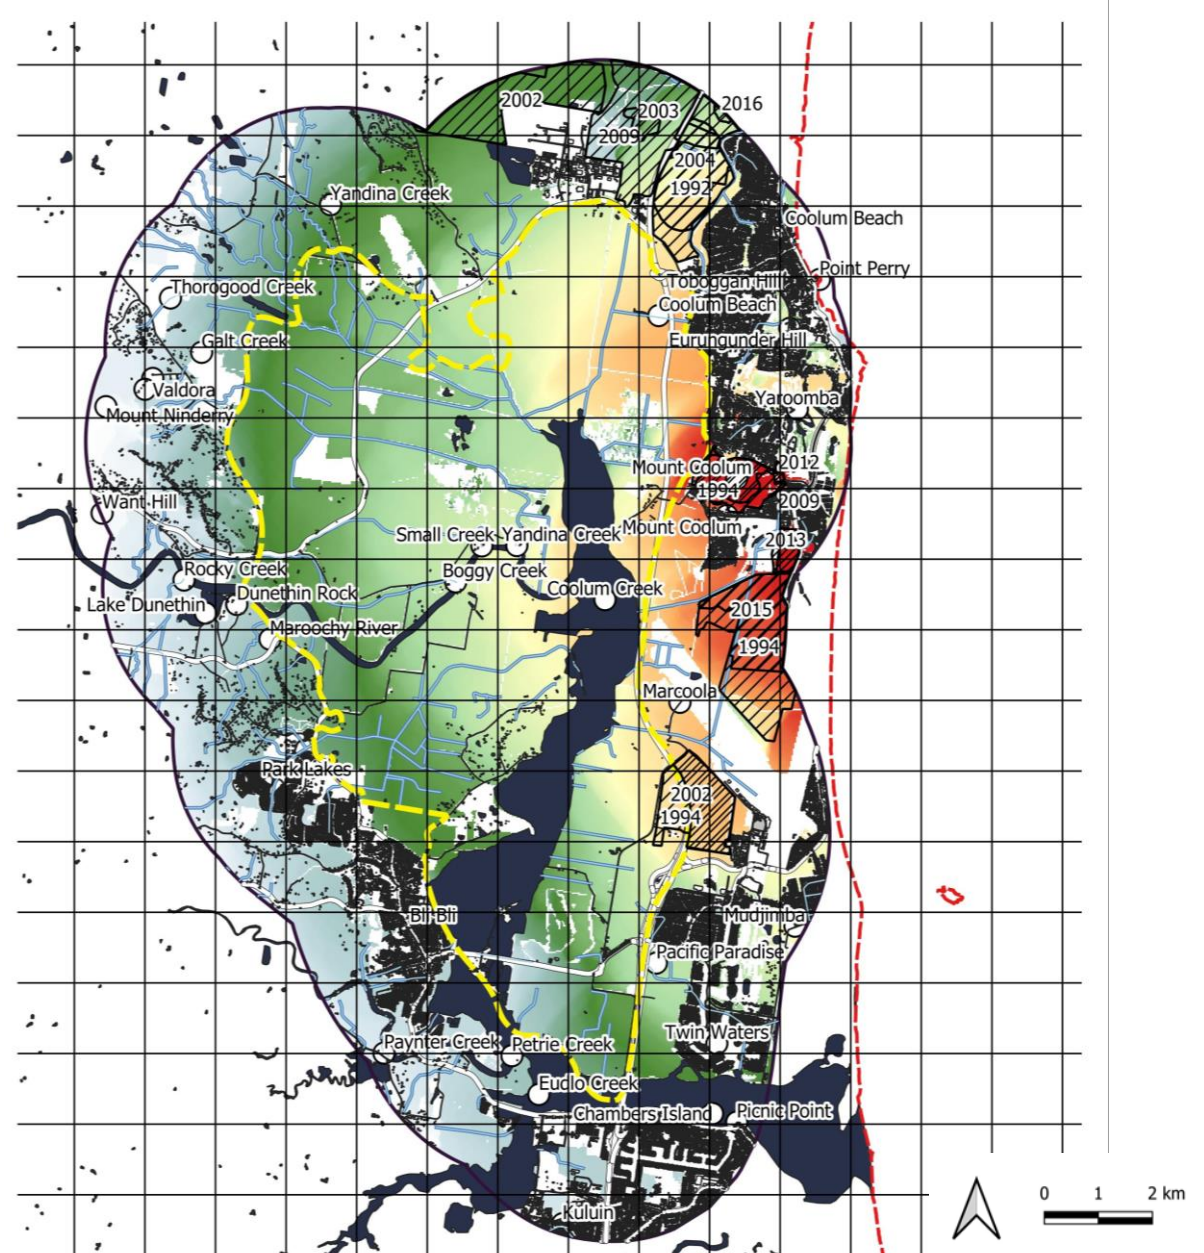 2002
2003
2016
2009
2004
1992
Yandina Creek
Coolum Beach
Point Perry
Thorogood Creek
Toboggan Hill
Coolum Beach
Galt Creek
Eurungunder Hill
Valdora
Yaroomba
Mount Ninderry
Mount Coolum
2012
1994
Want Hill
2009
Small Creek
Yandina Creek
Mount Coolum
2013
Rocky Creek
Boggy Creek
Dunethin Rock
Coolum Creek
Lake Dunethin
2015
Maroochy River
1994
Marcoola
Park Lakes
2002
1994
Bli Bli
Mudjimba
Pacific Paradise
Twin Waters
Paynter Creek
Petrie Creek
Eudlo Creek
Chambers Island
Picnic Point
Kuluin
0 1 2 km